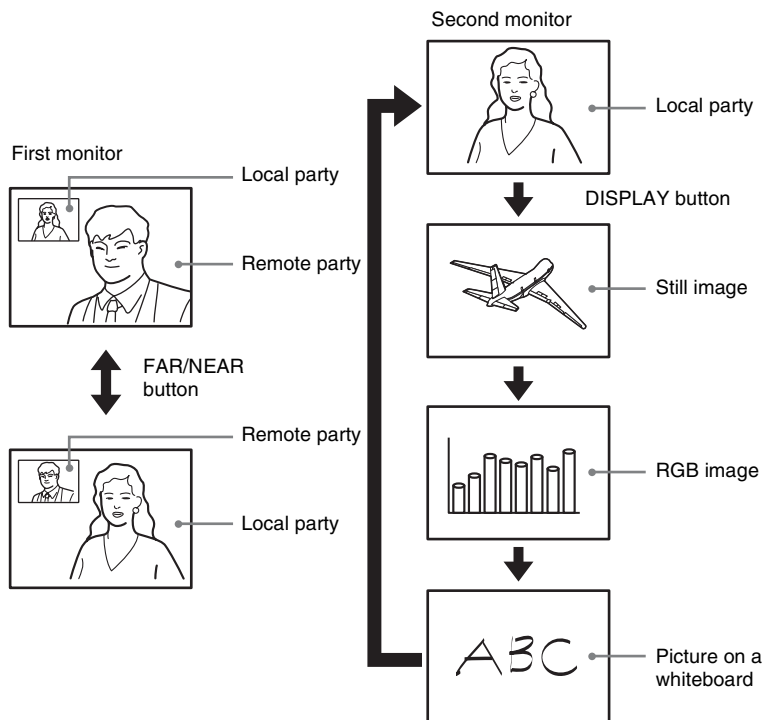 First monitor
Local party
Remote party
FAR/NEAR
button
Remote party
Local party
Second monitor
Local party
DISPLAY button
Still image
RGB image
ABC
Picture on a
whiteboard